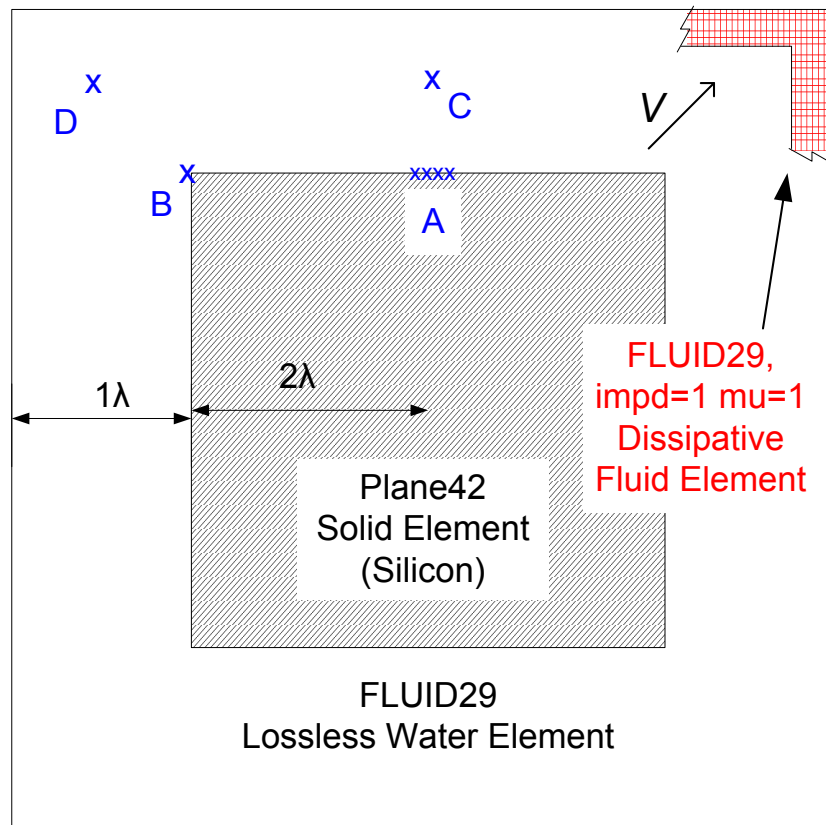 x
D
x
C
V
x
B
xxxx
A
1λ
2λ
FLUID29,
impd=1 mu=1
Dissipative
Fluid Element
Plane42
Solid Element
(Silicon)
FLUID29
Lossless Water Element